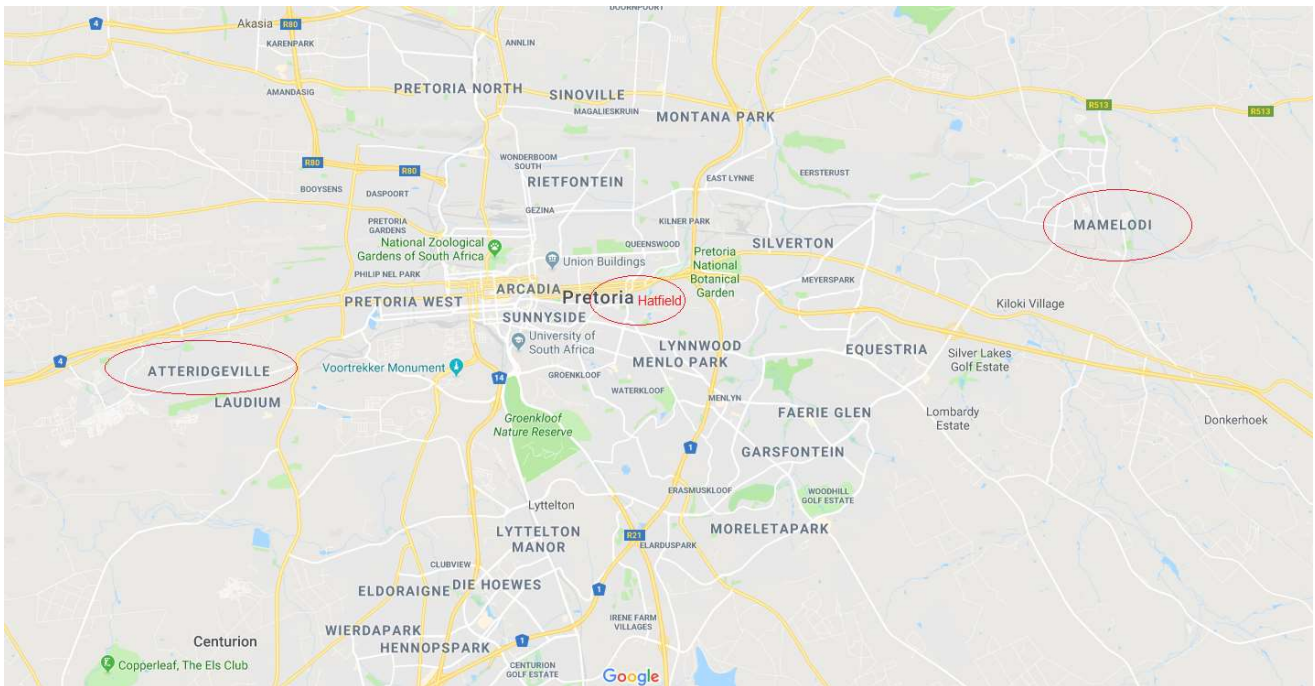 DOORNPOORT
4
Akasia
R80
KARENPARK
ANNLIN
AMANDASIG
PRETORIA NORTH
SINOVILLE
MAGALIESKRUIN
MONTANA PARK
R513
R513
R80
R80
WONDERBOOM
SOUTH
RIETFONTEIN
EAST LYNNE
EERSTERUST
BOOYSENS
DASPOORT
GEZINA
KILNER PARK
PRETORIA
GARDENS
MAMELODI
National Zoological
Gardens of South Africa
QUEENSWOOD
SILVERTON
Union Buildings
Pretoria
National
Botanical
Garden
PHILIP NEL PARK
MEYERSPARK
ARCADIA
Pretoria
Hatfield
PRETORIA WEST
SUNNYSIDE
Kiloki Village
University of
South Africa
LYNNWOOD
MENLO PARK
EQUESTRIA
Silver Lakes
Golf Estate
4
ATTERIDGEVILLE
Voortrekker Monument
14
GROENKLOOF
WATERKLOOF
MENLYN
LAUDIUM
Groenkloof
Nature Reserve
FAERIE GLEN
Lombardy
Estate
Donkerhoek
1
GARSFONTEIN
ERASMUSKLOOF
WOODHILL
GOLF ESTATE
Lyttelton
LYTTELTON
MANOR
MORELETAPARK
R21
ELARDUSPARK
CLUBVIEW
ELDORAIGNE
DIE HOEWES
1
IRENE FARM
VILLAGES
WIERDAPARK
Centurion
HENNOPSPARK
1
Copperleaf, The Els Club
CENTURION
GOLF ESTATE
Google